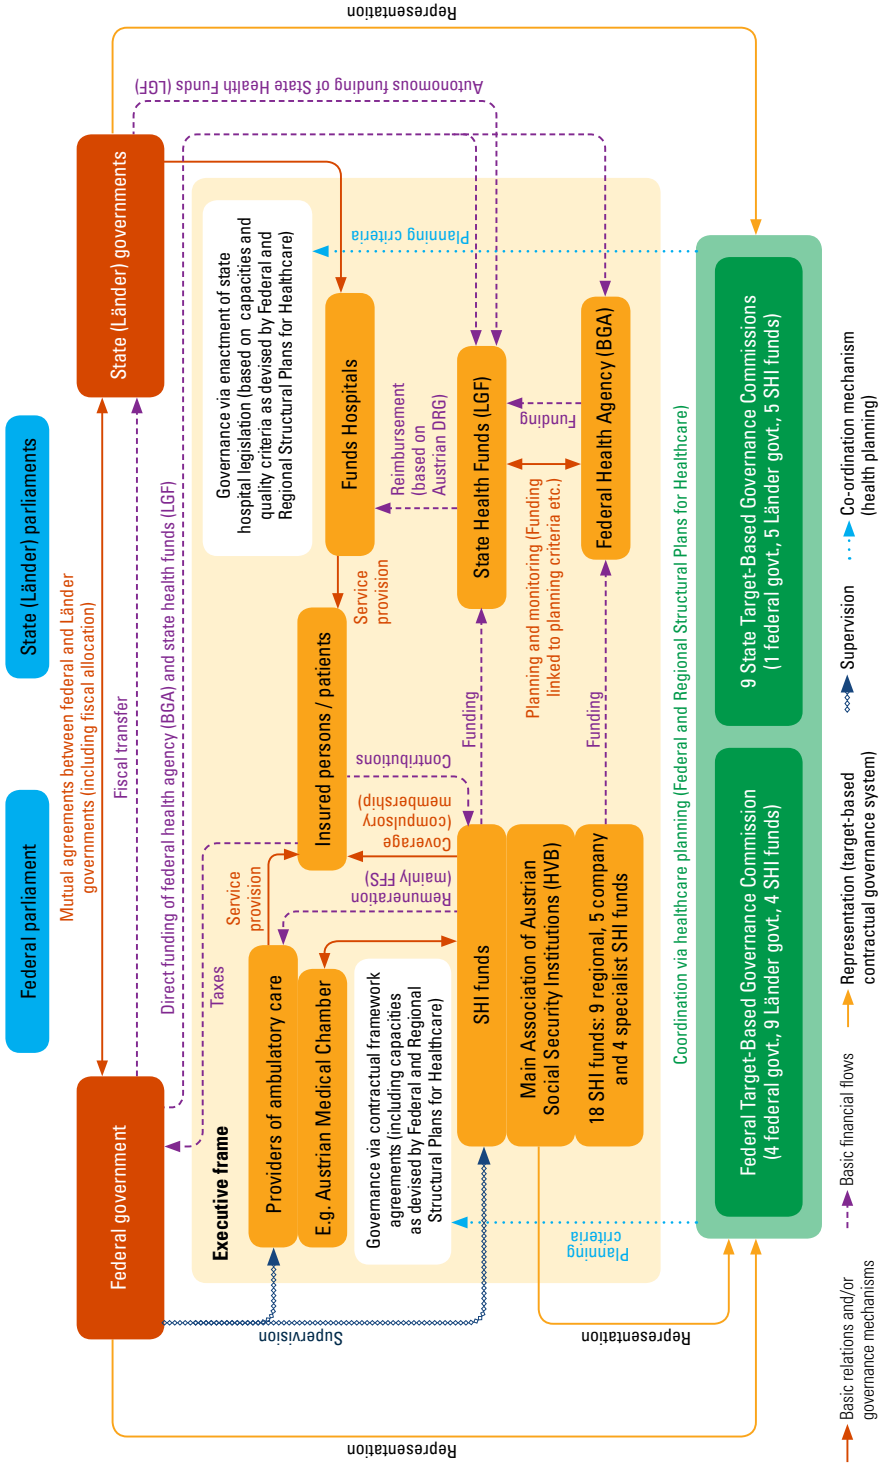 Federal parliament
State (Länder) parliaments
Federal government
Mutual agreements between federal and Länder
governments (including fiscal allocation)
State (Länder) governments
Fiscal transfer
Direct funding of federal health agency (BGA) and state health funds (LGF)
Taxes
Autonomous funding of State Health Funds (LGF)
Representation
Representation
Supervision
Executive frame
Providers of ambulatory care
E.g. Austrian Medical Chamber
Service
provision
Insured persons / patients
Service
provision
Funds Hospitals
Governance via enactment of state
hospital legislation (based on capacities and
quality criteria as devised by Federal and
Regional Structural Plans for Healthcare)
Governance via contractual framework
agreements (including capacities
as devised by Federal and Regional
Structural Plans for Healthcare)
Remuneration
(mainly FFS)
Coverage
(compulsory
membership)
Contributions
Reimbursement
(based on
Austrian DRG)
Planning criteria
SHI funds
Main Association of Austrian
Social Security Institutions (HVB)
18 SHI funds: 9 regional, 5 company
and 4 specialist SHI funds
Funding
State Health Funds (LGF)
Planning and monitoring (Funding
linked to planning criteria etc.)
Funding
Funding
Federal Health Agency (BGA)
Planning
criteria
Representation
Coordination via healthcare planning (Federal and Regional Structural Plans for Healthcare)
Federal Target-Based Governance Commission
(4 federal govt., 9 Länder govt., 4 SHI funds)
9 State Target-Based Governance Commissions
(1 federal govt., 5 Länder govt., 5 SHI funds)
Basic relations and/or
governance mechanisms
Basic financial flows
Representation (target-based
contractual governance system)
Supervision
Co-ordination mechanism
(health planning)